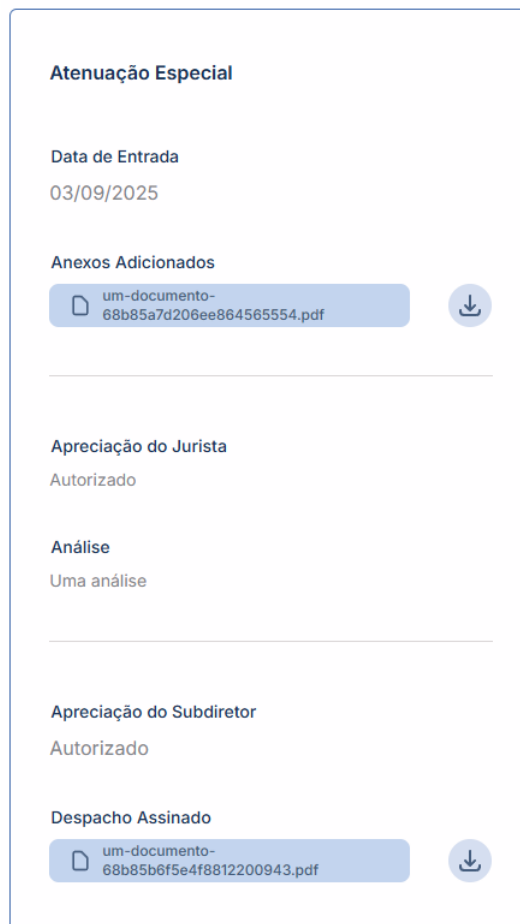 Atenuação Especial
Data de Entrada
03/09/2025
Anexos Adicionados
um-documento-
68b85a7d206ee864565554.pdf
Apreciação do Jurista
Autorizado
Análise
Uma análise
Apreciação do Subdiretor
Autorizado
Despacho Assinado
um-documento-
68b85b6f5e4f8812200943.pdf